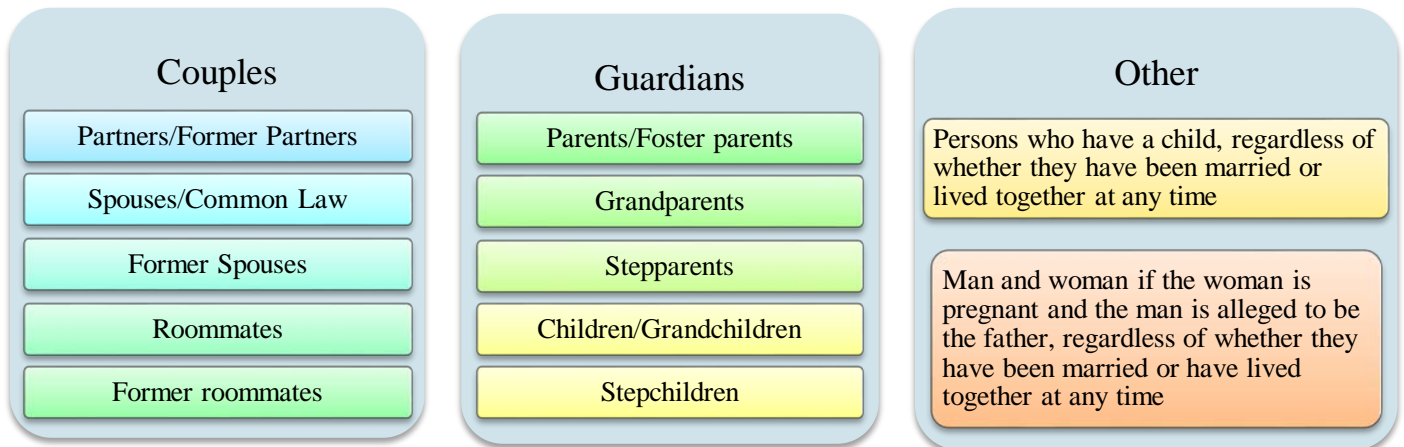 Couples
Partners/Former Partners
Spouses/Common Law
Former Spouses
Roommates
Former roommates
Guardians
Parents/Foster parents
Grandparents
Stepparents
Children/Grandchildren
Stepchildren
Other
Persons who have a child, regardless of
whether they have been married or
lived together at any time
Man and woman if the woman is
pregnant and the man is alleged to be
the father, regardless of whether they
have been married or have lived
together at any time